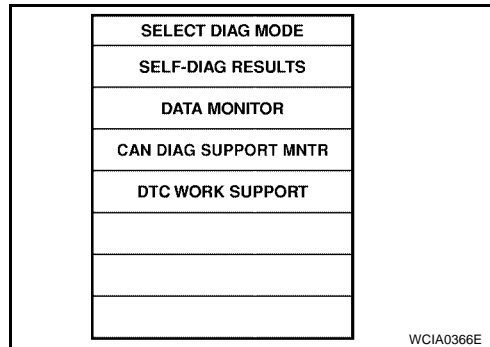 SELECT DIAG MODE
SELF-DIAG RESULTS
DATA MONITOR
CAN DIAG SUPPORT MNTR
DTC WORK SUPPORT
WCIA0366E